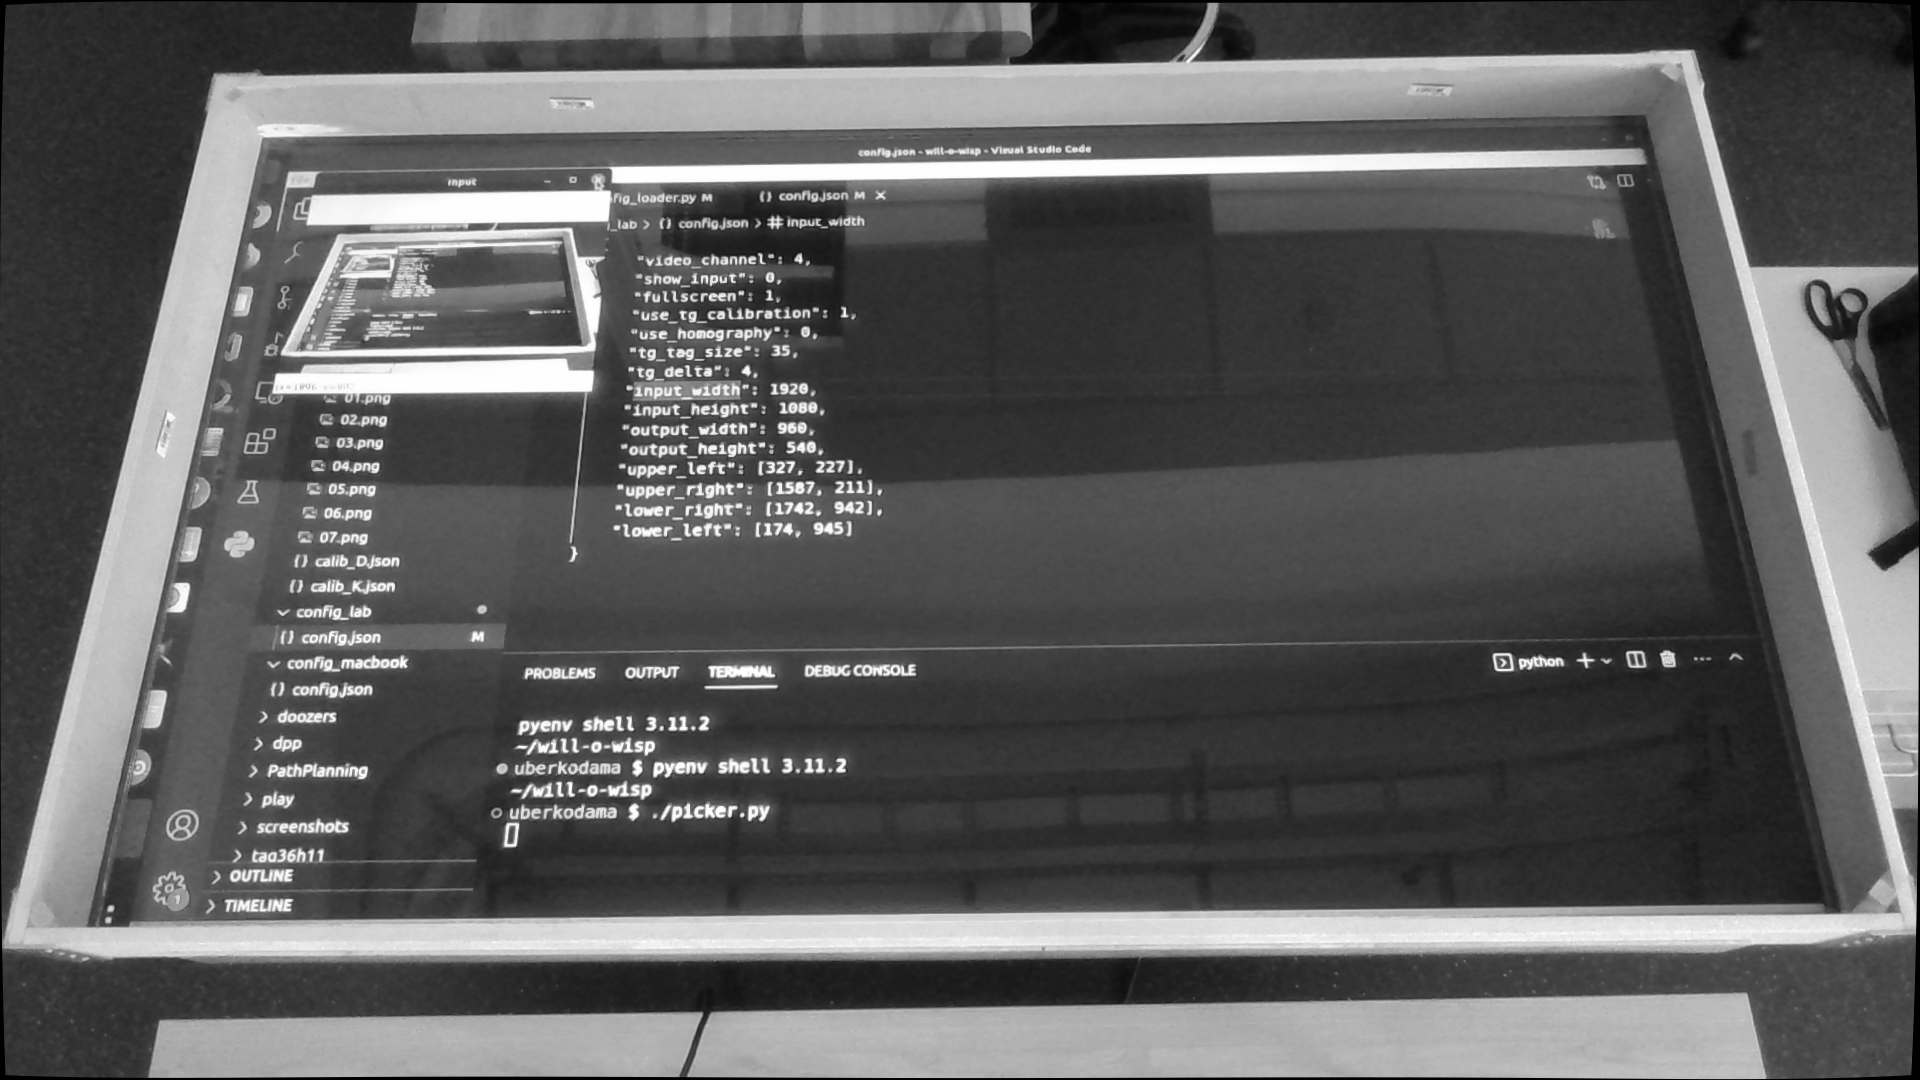 config.json - will-o-wisp - Visual Studio Code
input
fig_loader.py M
{} config.json M
_lab > {} config.json > # input_width
"video_channel": 4,
"show_input": 0,
"fullscreen": 1,
"use_tg_calibration": 1,
"use_homography": 0,
"tg_tag_size": 35,
"tg_delta": 4,
"input_width": 1920,
"input_height": 1080,
"output_width": 960,
"output_height": 540,
"upper_left": [327, 227],
"upper_right": [1587, 211],
"lower_right": [1742, 942],
"lower_left": [174, 945]
}
01.png
02.png
03.png
04.png
05.png
06.png
07.png
{} calib_D.json
{} calib_K.json
config_lab
{} config.json M
config_macbook
{} config.json
> doozers
> dpp
> PathPlanning
> play
> screenshots
> tag36h11
> OUTLINE
> TIMELINE
1
PROBLEMS OUTPUT TERMINAL DEBUG CONSOLE
python
pyenv shell 3.11.2
~/will-o-wisp
uberkodama $ pyenv shell 3.11.2
~/will-o-wisp
uberkodama $ ./picker.py